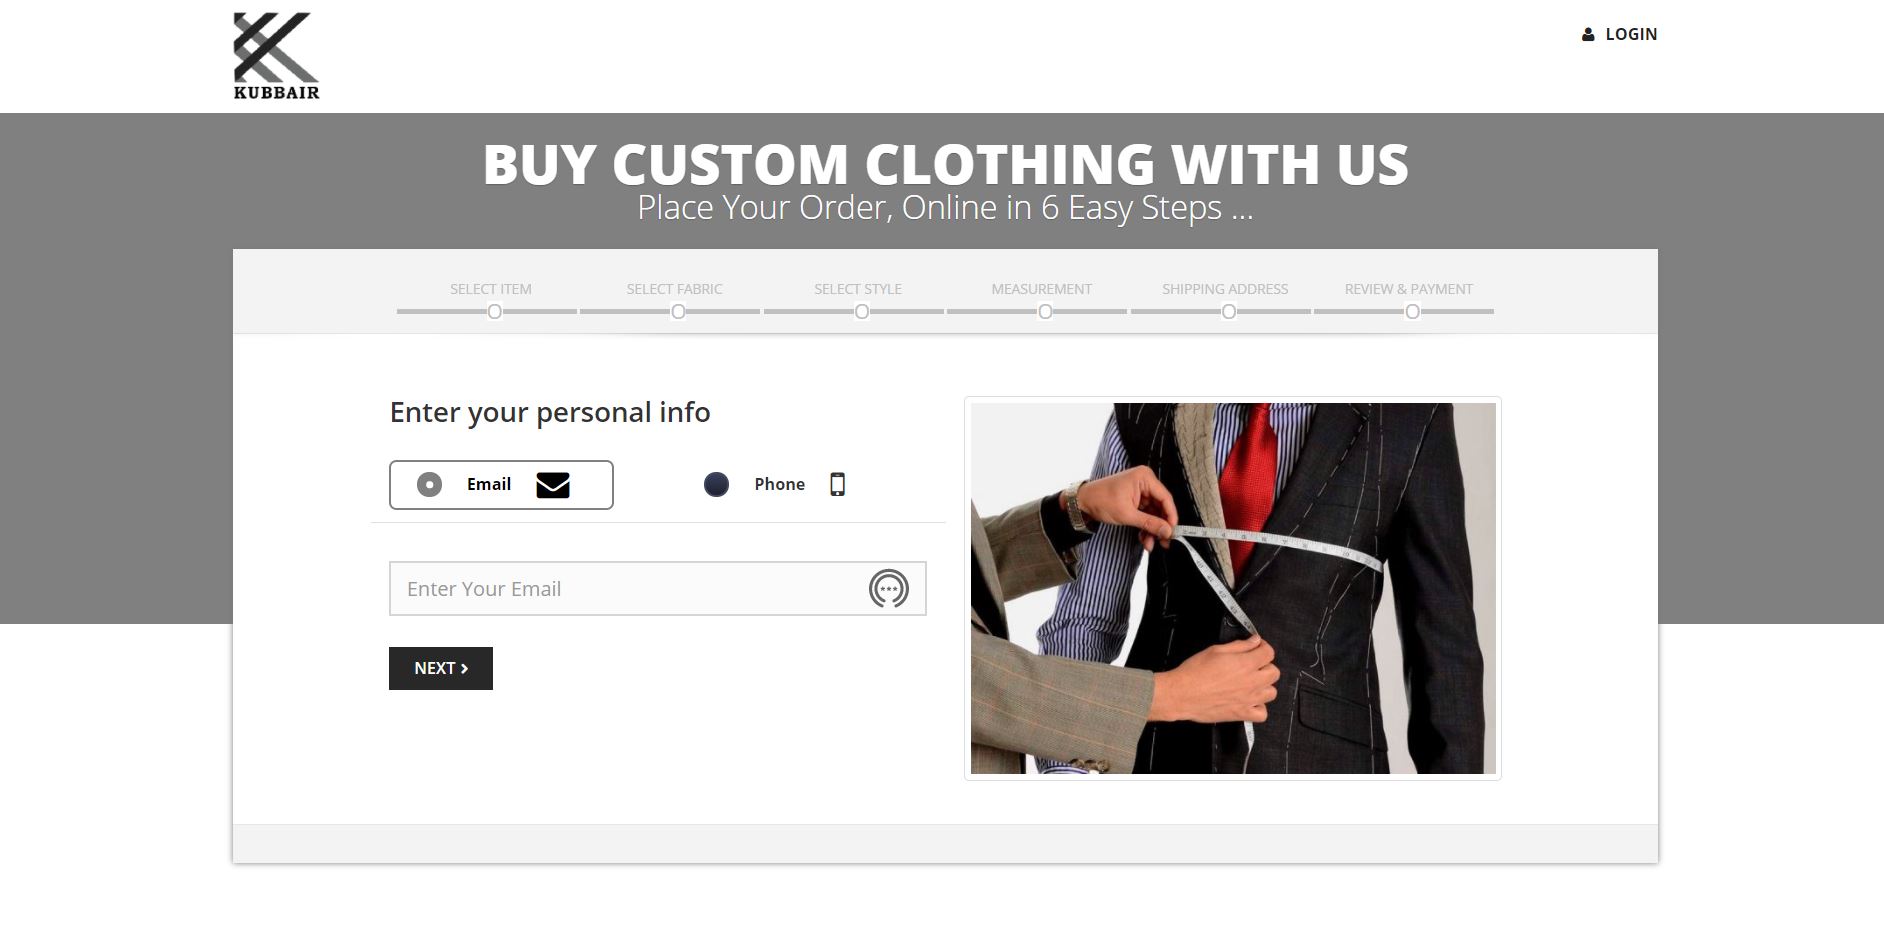 KUBBAIR
LOGIN
BUY CUSTOM CLOTHING WITH US
Place Your Order, Online in 6 Easy Steps ...
SELECT ITEM
SELECT FABRIC
SELECT STYLE
MEASUREMENT
SHIPPING ADDRESS
REVIEW & PAYMENT
Enter your personal info
Email
Phone
Enter Your Email
NEXT